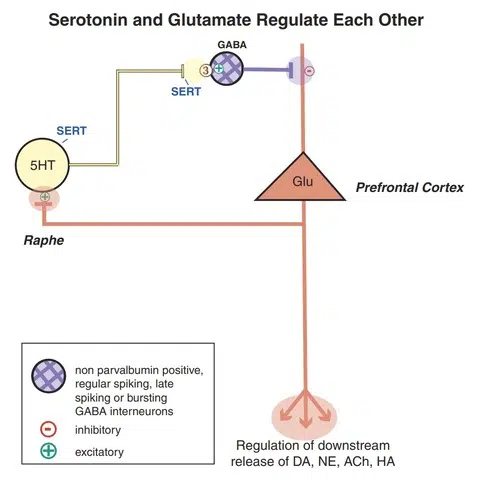 Serotonin and Glutamate Regulate Each Other
GABA
3
+
-
SERT
SERT
5HT
+
Glu
Prefrontal Cortex
Raphe
non parvalbumin positive,
regular spiking, late
spiking or bursting
GABA interneurons
- inhibitory
+ excitatory
Regulation of downstream
release of DA, NE, ACh, HA